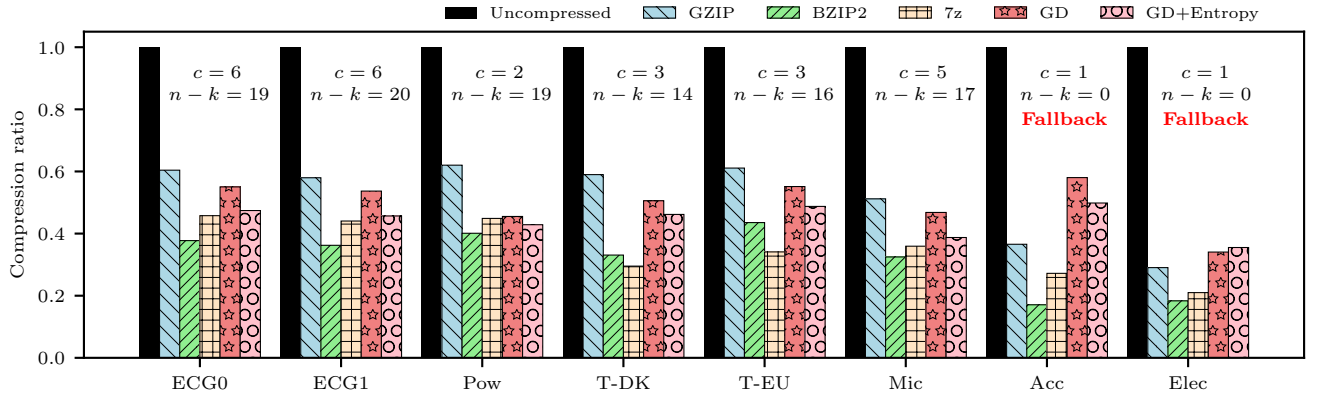 Uncompressed GZIP BZIP2 7z GD GD+Entropy
Compression ratio
1.0
0.8
0.6
0.4
0.2
0.0
c = 6
n − k = 19
c = 6
n − k = 20
c = 2
n − k = 19
c = 3
n − k = 14
c = 3
n − k = 16
c = 5
n − k = 17
c = 1
n − k = 0
Fallback
c = 1
n − k = 0
Fallback
ECG0 ECG1 Pow T-DK T-EU Mic Acc Elec